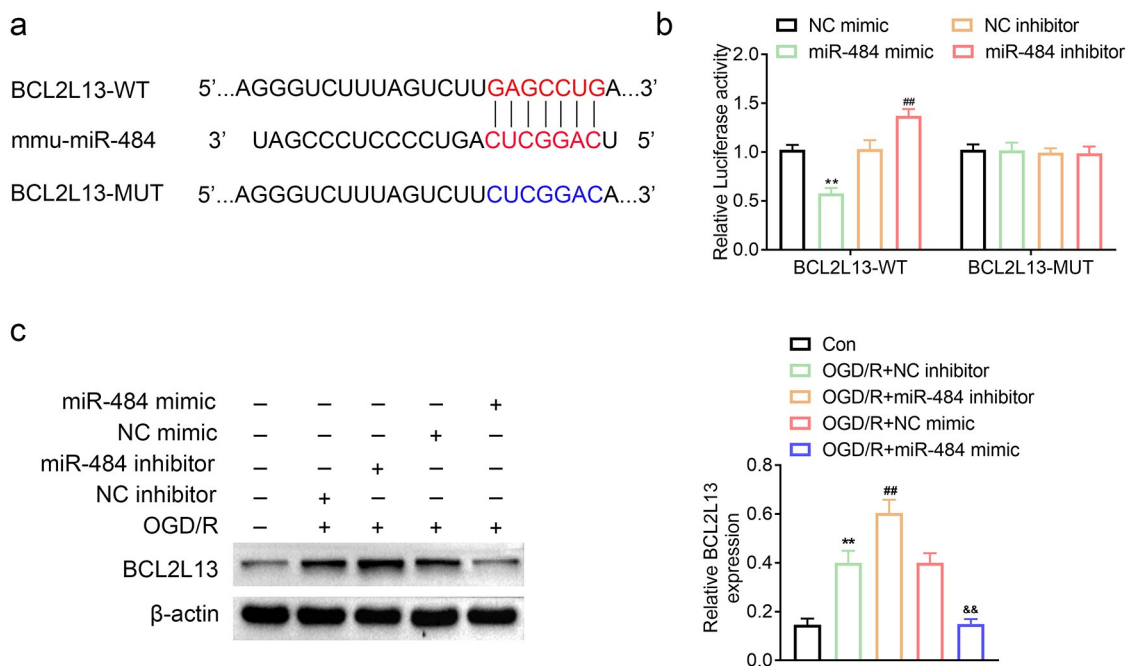 a
BCL2L13-WT 5’...AGGGUCUUUAGUCUUGAGCCUGA...3’
mmu-miR-484 3’ UAGCCCUCCCCUGACUCGGACU 5’
BCL2L13-MUT 5’...AGGGUCUUUAGUCUUCUCGGACA...3’
b
NC mimic NC inhibitor
miR-484 mimic miR-484 inhibitor
Relative Luciferase activity
2.0
1.5
1.0
0.5
0.0
**
##
BCL2L13-WT BCL2L13-MUT
c
miR-484 mimic – – – – +
NC mimic – – – + –
miR-484 inhibitor – – + – –
NC inhibitor – + – – –
OGD/R – + + + +
BCL2L13
β-actin
Con
OGD/R+NC inhibitor
OGD/R+miR-484 inhibitor
OGD/R+NC mimic
OGD/R+miR-484 mimic
Relative BCL2L13
expression
0.8
0.6
0.4
0.2
0.0
**
##
&&